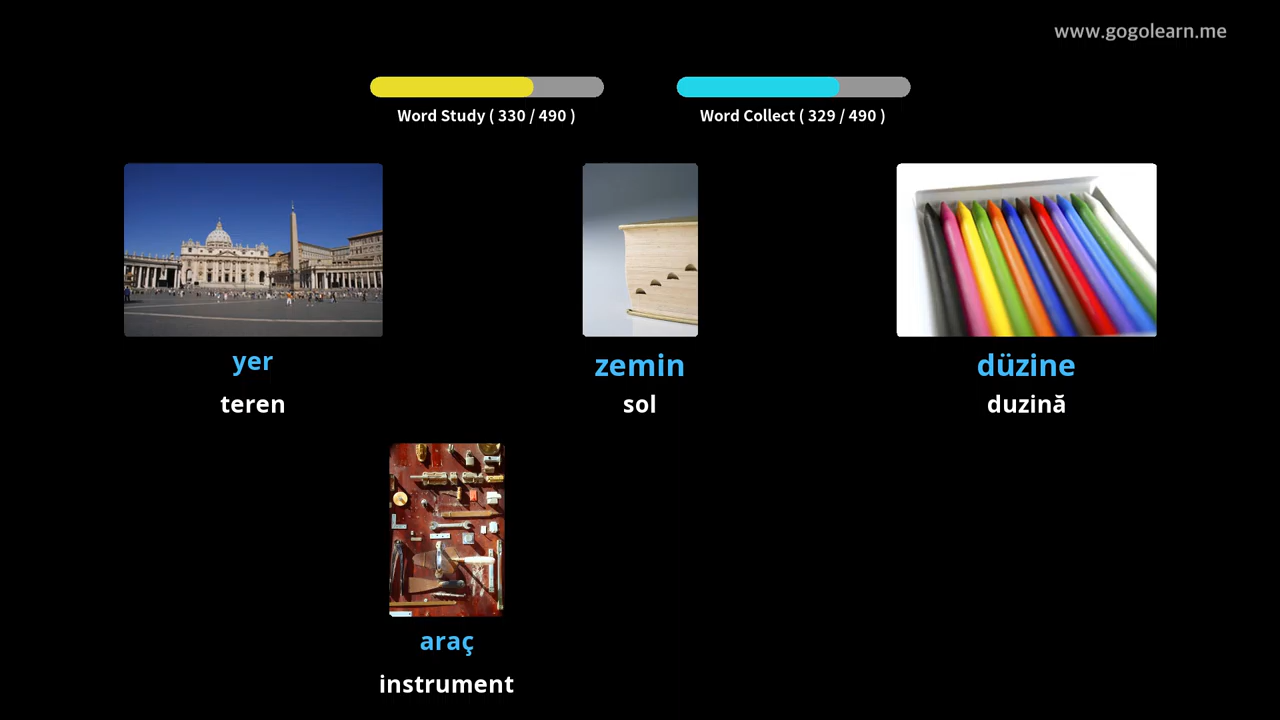 www.gogolearn.me
Word Study ( 330 / 490 )
Word Collect ( 329 / 490 )
yer
teren
zemin
sol
düzine
duzină
araç
instrument